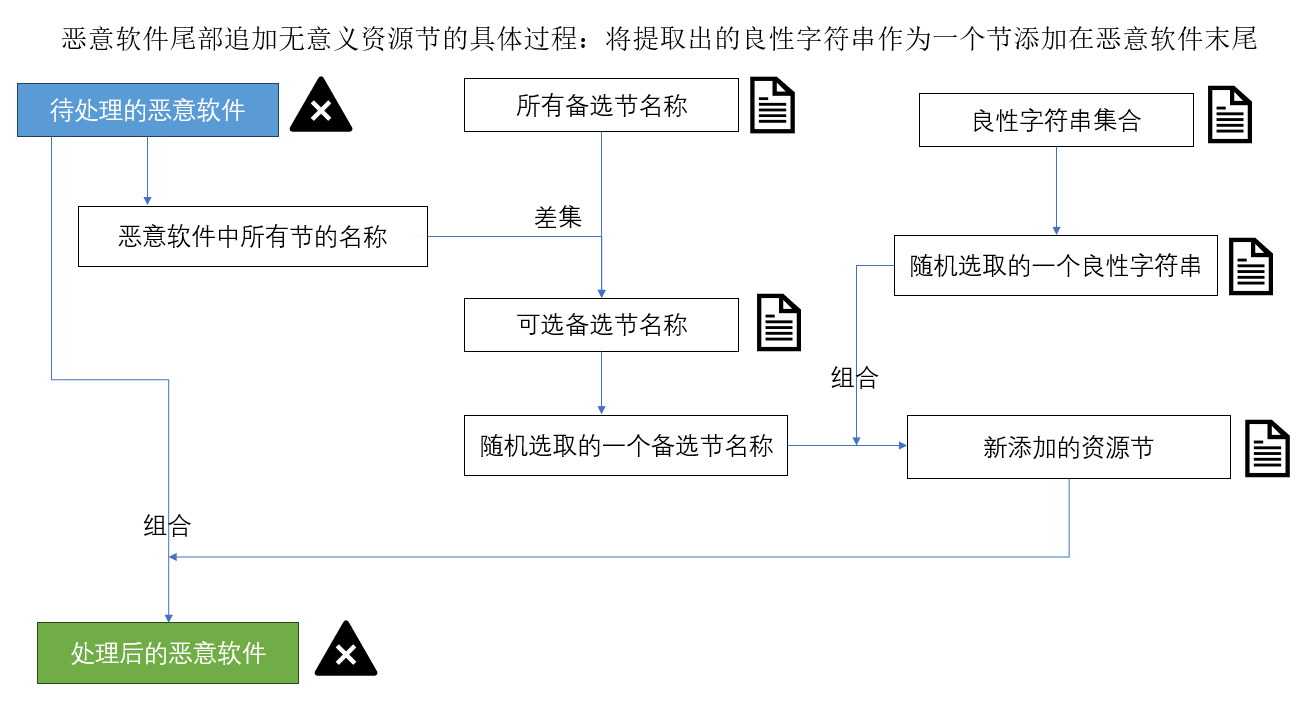 恶意软件尾部追加无意义资源节的具体过程：将提取出的良性字符串作为一个节添加在恶意软件末尾
待处理的恶意软件
所有备选节名称
良性字符串集合
恶意软件中所有节的名称
差集
随机选取的一个良性字符串
可选备选节名称
组合
随机选取的一个备选节名称
新添加的资源节
组合
处理后的恶意软件